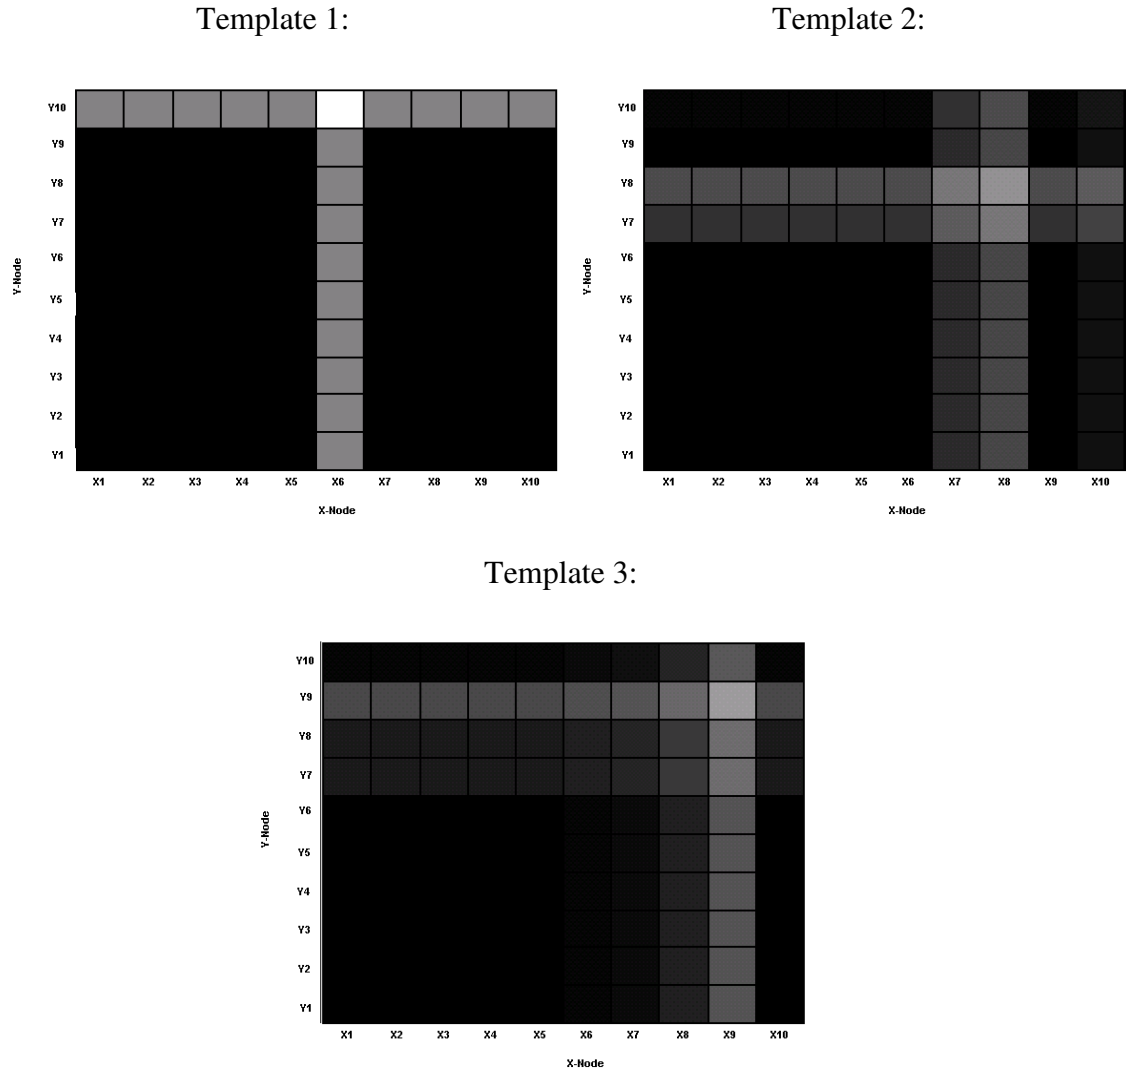 Template 1:
Y10
Y9
Y8
Y7
Y6
Y5
Y4
Y3
Y2
Y1
Y-Node
X1 X2 X3 X4 X5 X6 X7 X8 X9 X10
X-Node
Template 2:
Y10
Y9
Y8
Y7
Y6
Y5
Y4
Y3
Y2
Y1
Y-Node
X1 X2 X3 X4 X5 X6 X7 X8 X9 X10
X-Node
Template 3:
Y10
Y9
Y8
Y7
Y6
Y5
Y4
Y3
Y2
Y1
Y-Node
X1 X2 X3 X4 X5 X6 X7 X8 X9 X10
X-Node